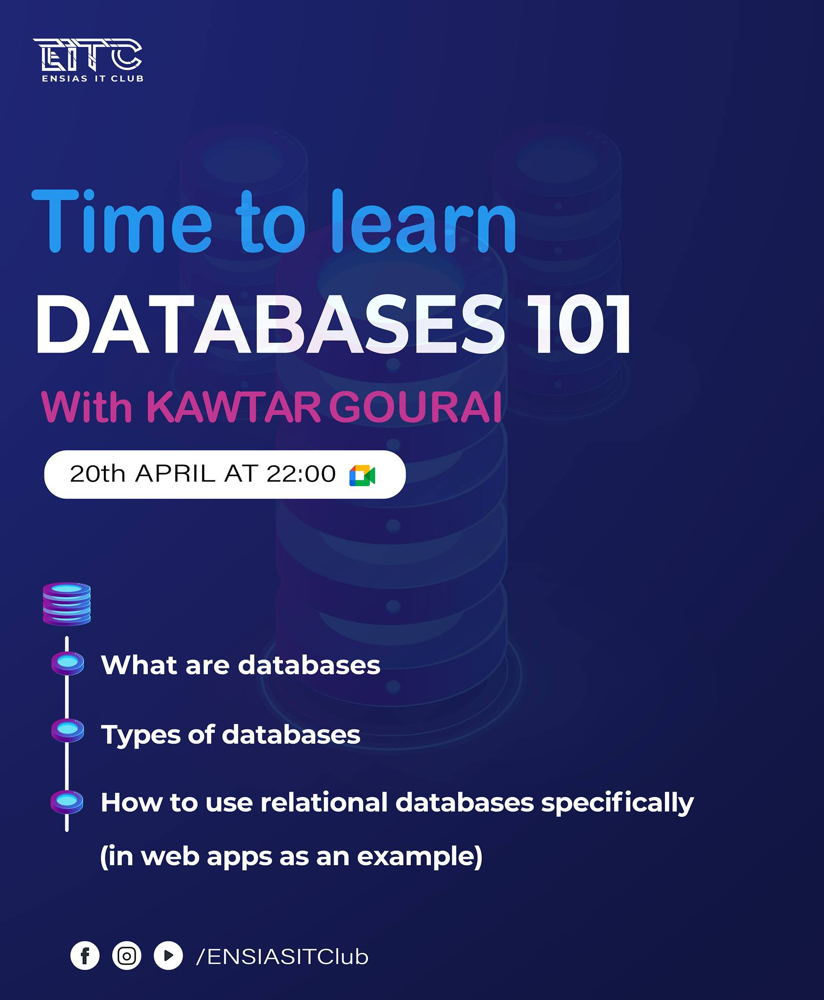 EITC
ENSIAS IT CLUB
Time to learn
DATABASES 101
With KAWTAR GOURAI
20th APRIL AT 22:00
What are databases
Types of databases
How to use relational databases specifically
(in web apps as an example)
/ENSIASITClub